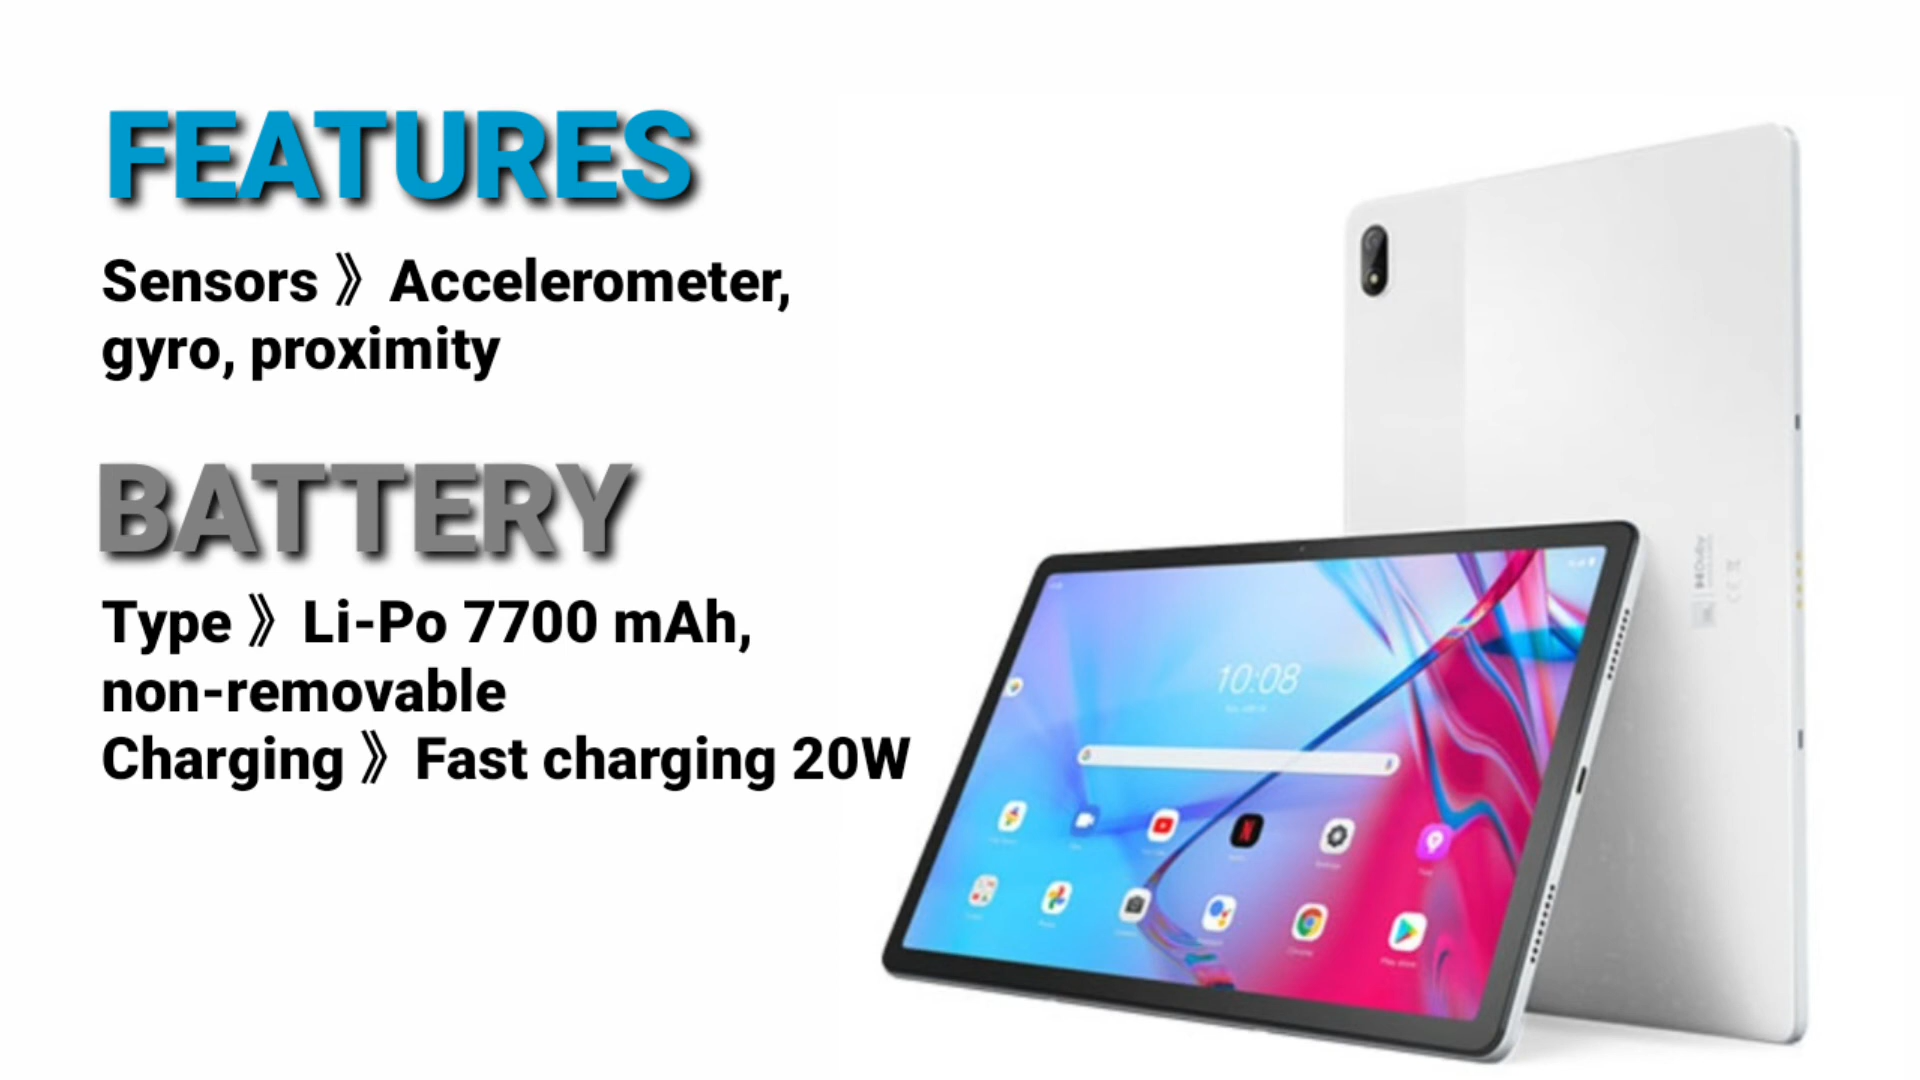 FEATURES
Sensors 》 Accelerometer,
gyro, proximity
BATTERY
Type 》 Li-Po 7700 mAh,
non-removable
Charging 》 Fast charging 20W
10:08